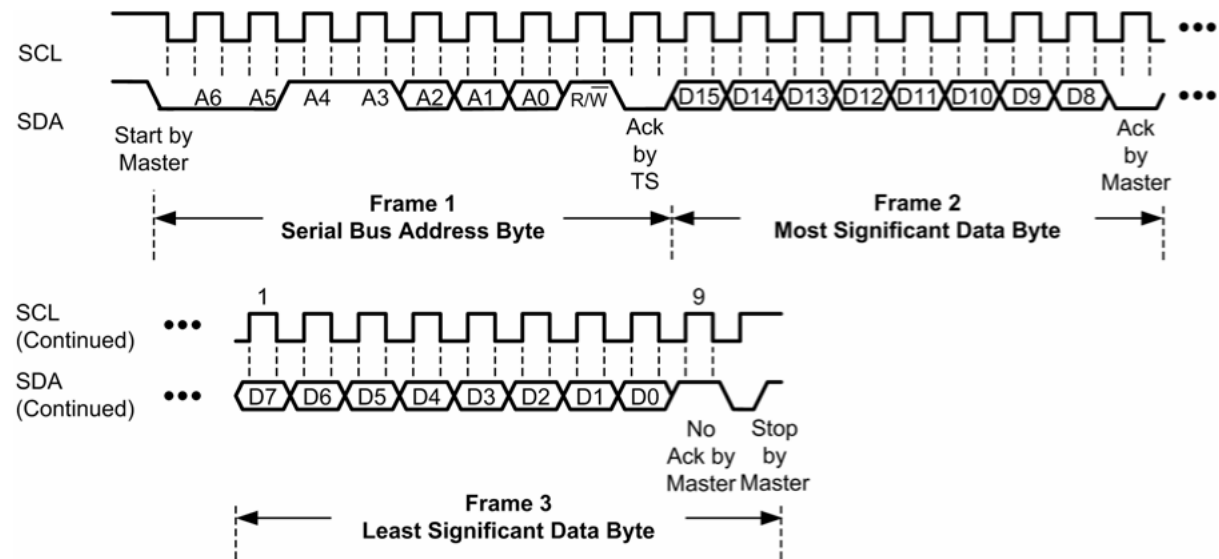 SCL
SDA
A6 A5 A4 A3 A2 A1 A0 R/W̅ D15 D14 D13 D12 D11 D10 D9 D8
Start by
Master
Ack
by
TS
Ack
by
Master
Frame 1
Serial Bus Address Byte
Frame 2
Most Significant Data Byte
1 9
SCL
(Continued)
SDA
(Continued)
D7 D6 D5 D4 D3 D2 D1 D0
No
Ack by
Master
Stop
by
Master
Frame 3
Least Significant Data Byte